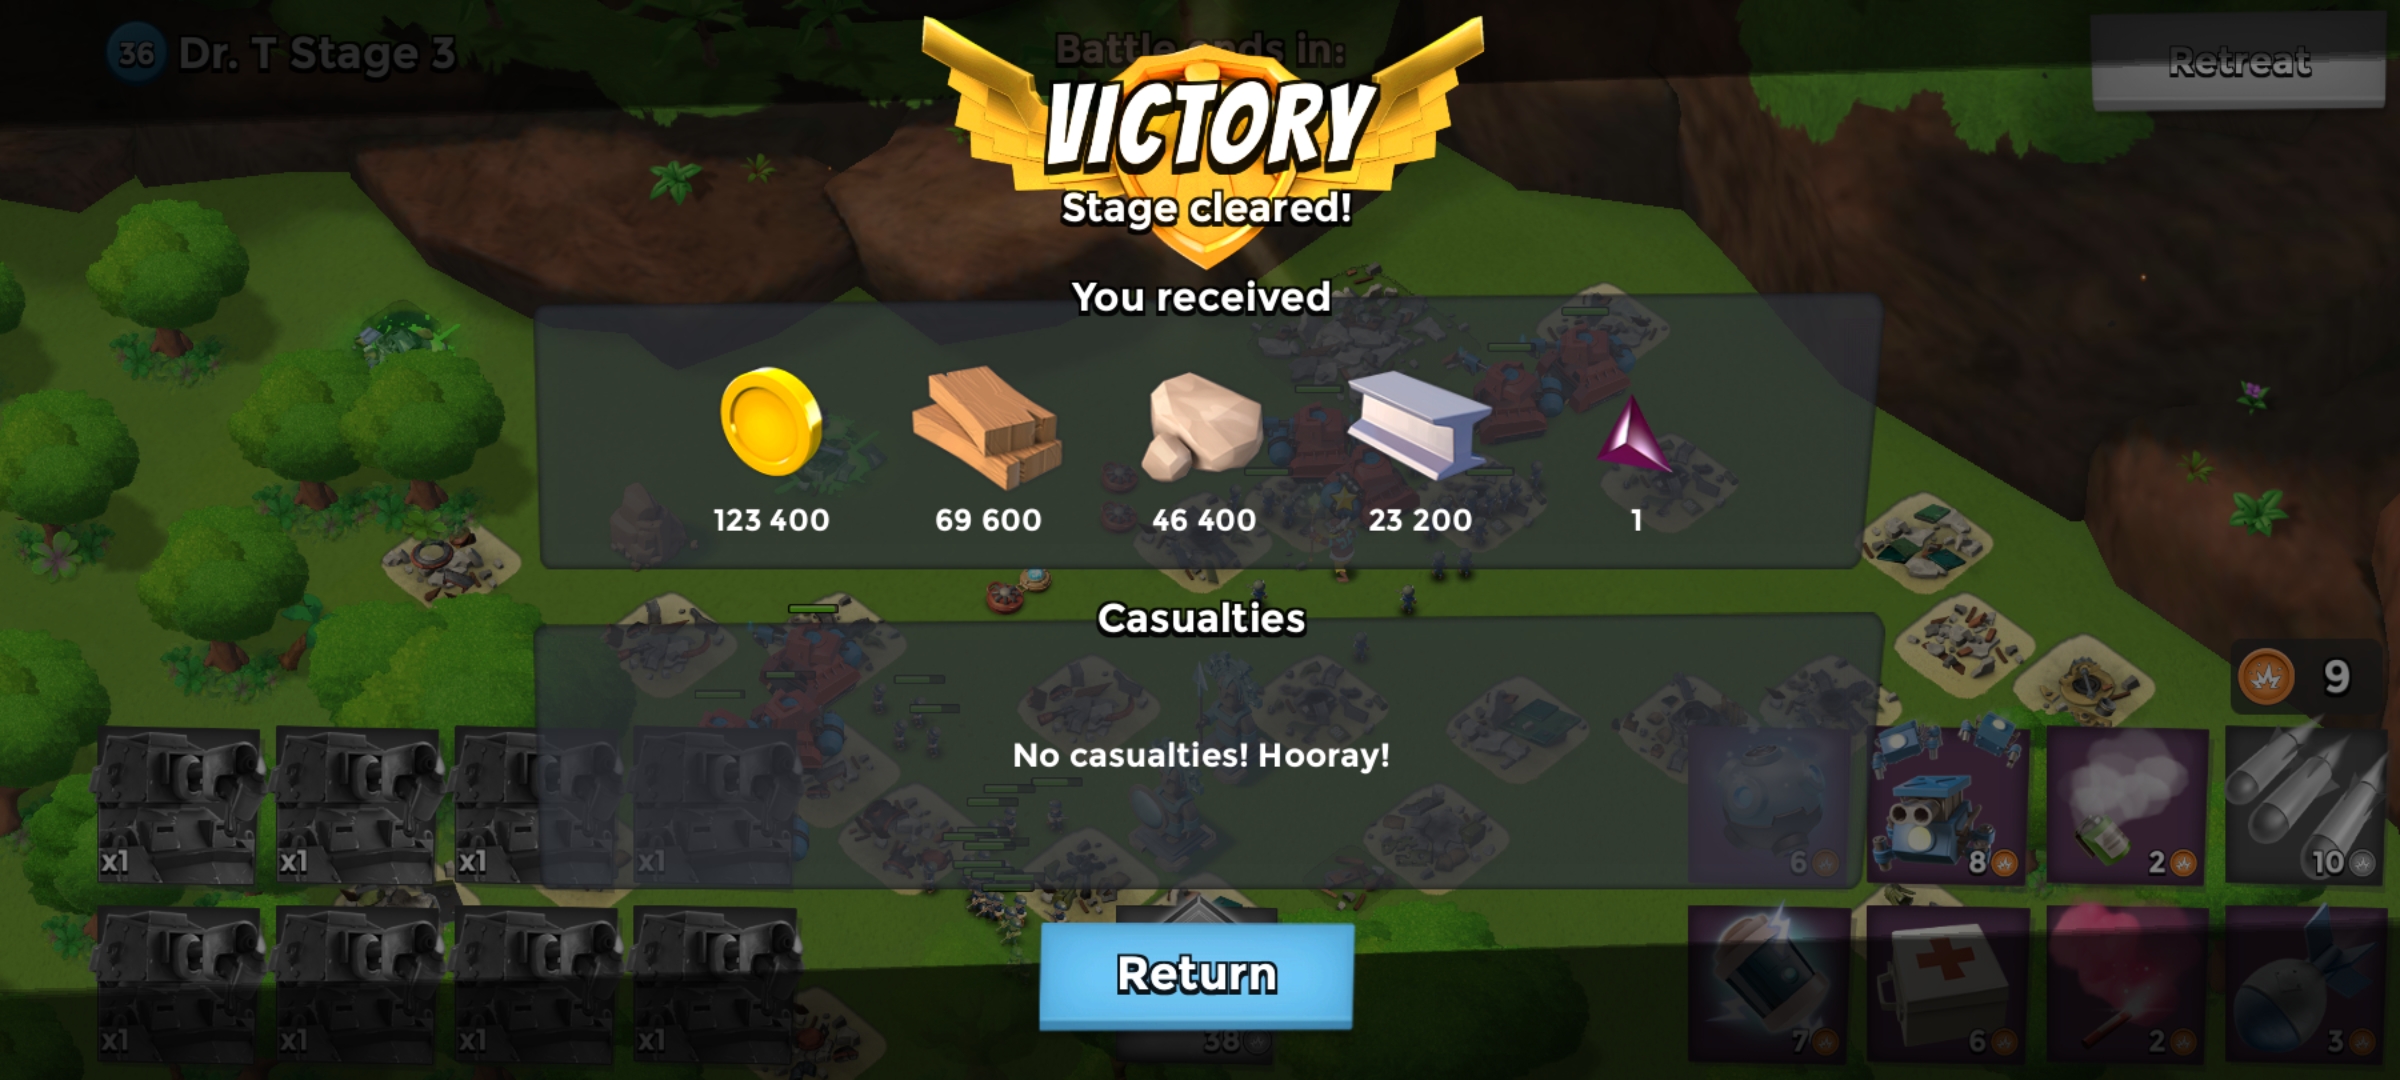 36 Dr. T Stage 3
Battle ends in:
Retreat
VICTORY
Stage cleared!
You received
123 400
69 600
46 400
23 200
1
Casualties
9
No casualties! Hooray!
x1
x1
x1
x1
6
8
2
10
Return
x1
x1
x1
x1
38
7
6
2
3